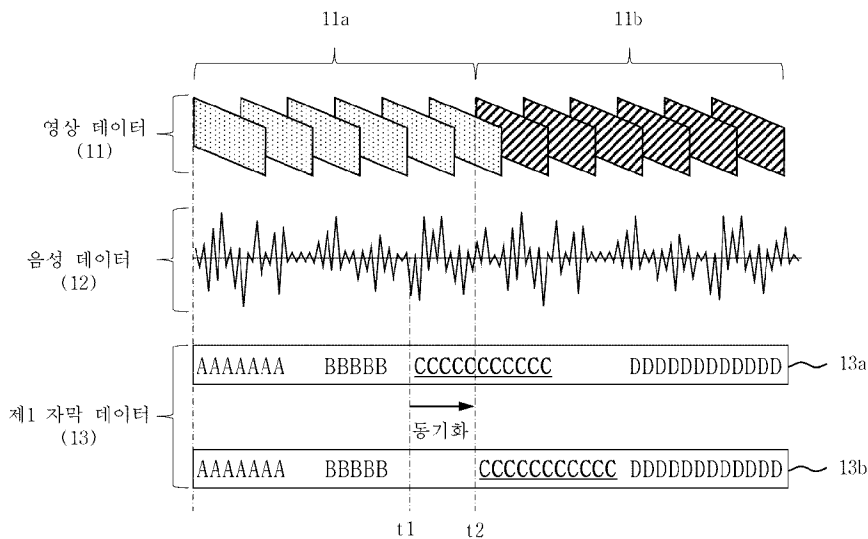 11a 11b
영상 데이터
(11)
음성 데이터
(12)
AAAAAAA BBBBB CCCCCCCCCCC DDDDDDDDDDDD 13a
제1 자막 데이터
(13)
동기화
AAAAAAA BBBBB CCCCCCCCCCC DDDDDDDDDDDD 13b
t1 t2